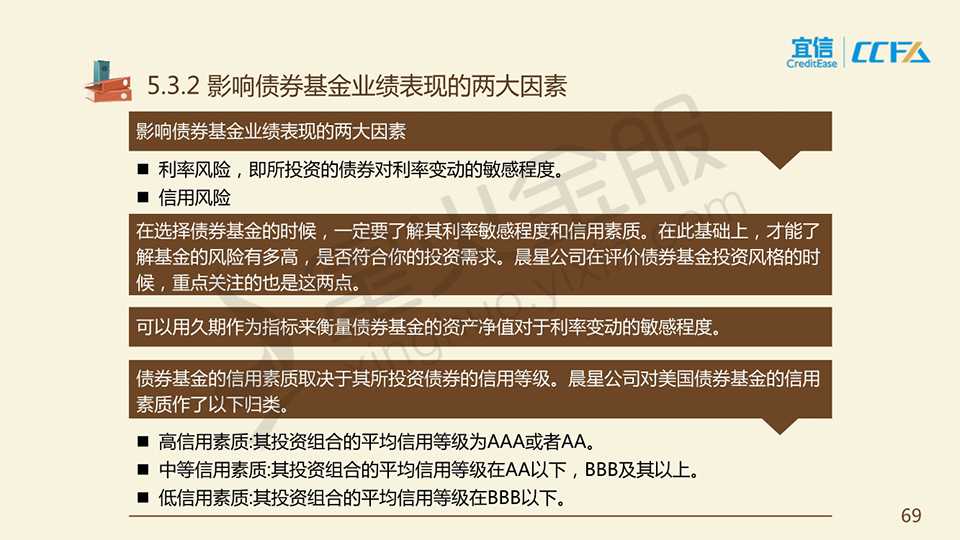 宜信
CreditEase
CCFA
5.3.2 影响债券基金业绩表现的两大因素
影响债券基金业绩表现的两大因素
■ 利率风险，即所投资的债券对利率变动的敏感程度。
■ 信用风险
在选择债券基金的时候，一定要了解其利率敏感程度和信用素质。在此基础上，才能了
解基金的风险有多高，是否符合你的投资需求。晨星公司在评价债券基金投资风格的时
候，重点关注的也是这两点。
可以用久期作为指标来衡量债券基金的资产净值对于利率变动的敏感程度。
债券基金的信用素质取决于其所投资债券的信用等级。晨星公司对美国债券基金的信用
素质作了以下归类。
■ 高信用素质:其投资组合的平均信用等级为AAA或者AA。
■ 中等信用素质:其投资组合的平均信用等级在AA以下，BBB及其以上。
■ 低信用素质:其投资组合的平均信用等级在BBB以下。
69